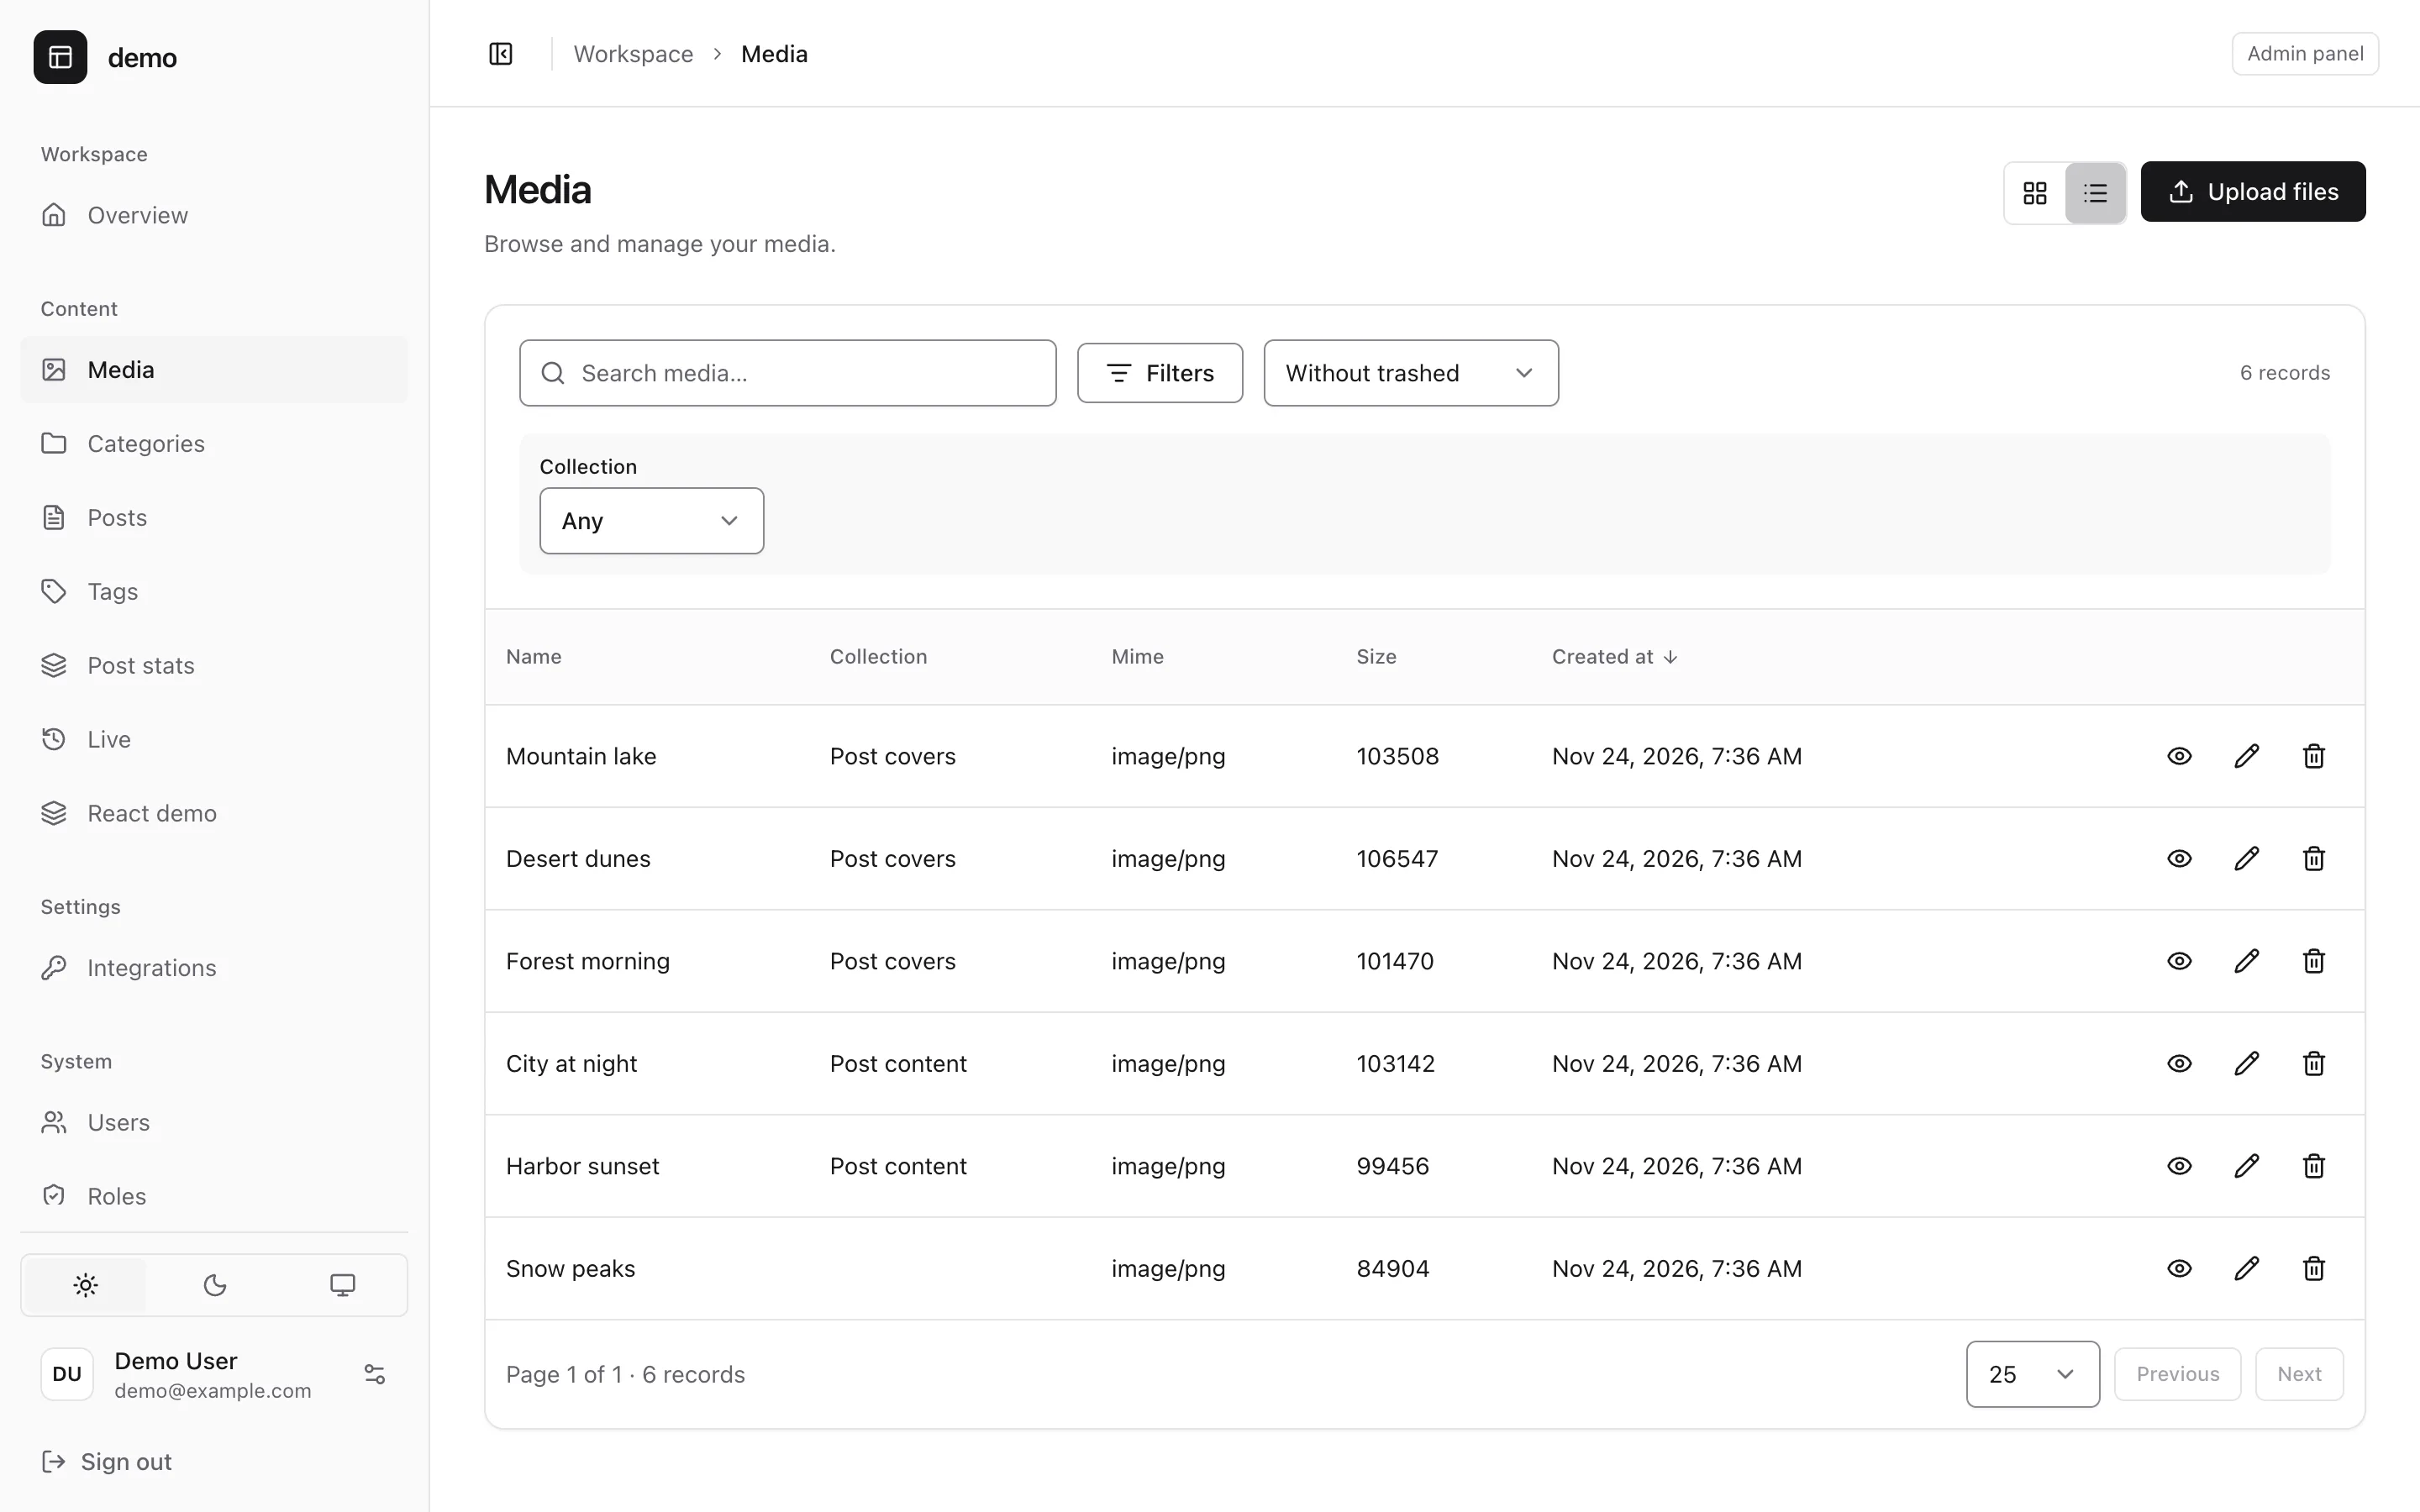 demo
Workspace
Overview
Content
Media
Categories
Posts
Tags
Post stats
Live
React demo
Settings
Integrations
System
Users
Roles
DU
Demo User
demo@example.com
Sign out
Workspace > Media
Admin panel
Media
Browse and manage your media.
Upload files
Search media...
Filters
Without trashed
6 records
Collection
Any
Name Collection Mime Size Created at ↓
Mountain lake Post covers image/png 103508 Nov 24, 2026, 7:36 AM
Desert dunes Post covers image/png 106547 Nov 24, 2026, 7:36 AM
Forest morning Post covers image/png 101470 Nov 24, 2026, 7:36 AM
City at night Post content image/png 103142 Nov 24, 2026, 7:36 AM
Harbor sunset Post content image/png 99456 Nov 24, 2026, 7:36 AM
Snow peaks image/png 84904 Nov 24, 2026, 7:36 AM
Page 1 of 1 · 6 records
25
Previous
Next